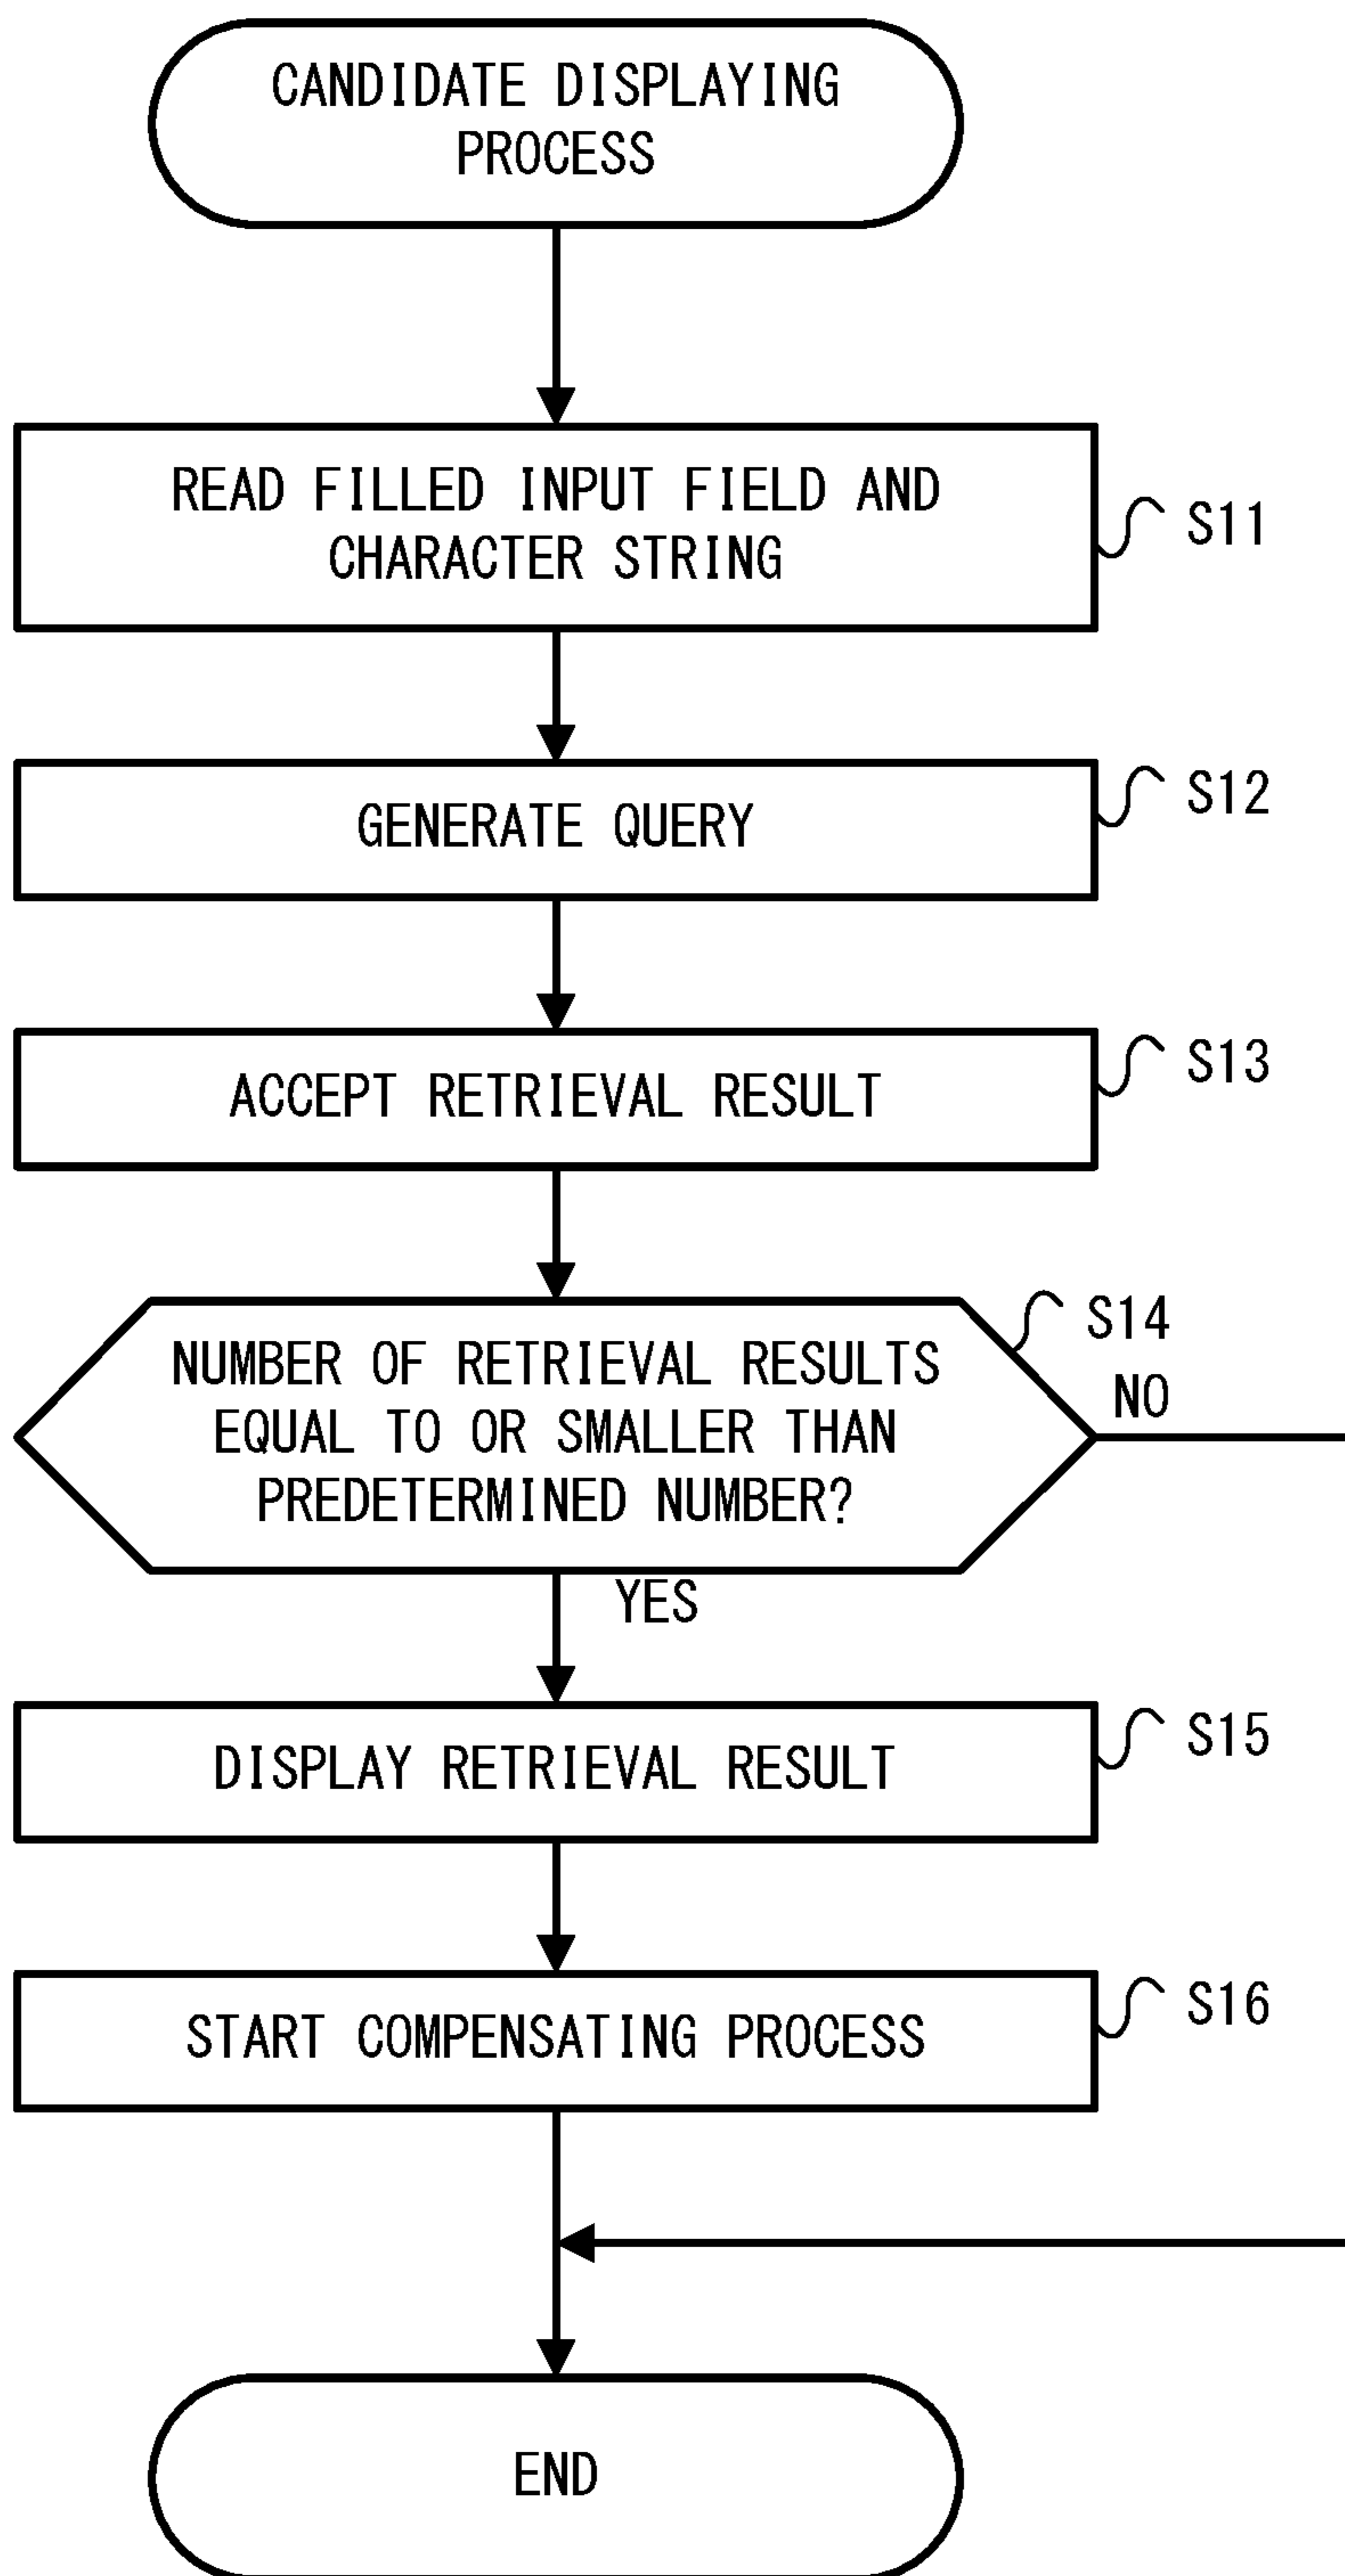 CANDIDATE DISPLAYING
PROCESS
READ FILLED INPUT FIELD AND
CHARACTER STRING
S11
GENERATE QUERY
S12
ACCEPT RETRIEVAL RESULT
S13
NUMBER OF RETRIEVAL RESULTS
EQUAL TO OR SMALLER THAN
PREDETERMINED NUMBER?
S14
NO
YES
DISPLAY RETRIEVAL RESULT
S15
START COMPENSATING PROCESS
S16
END